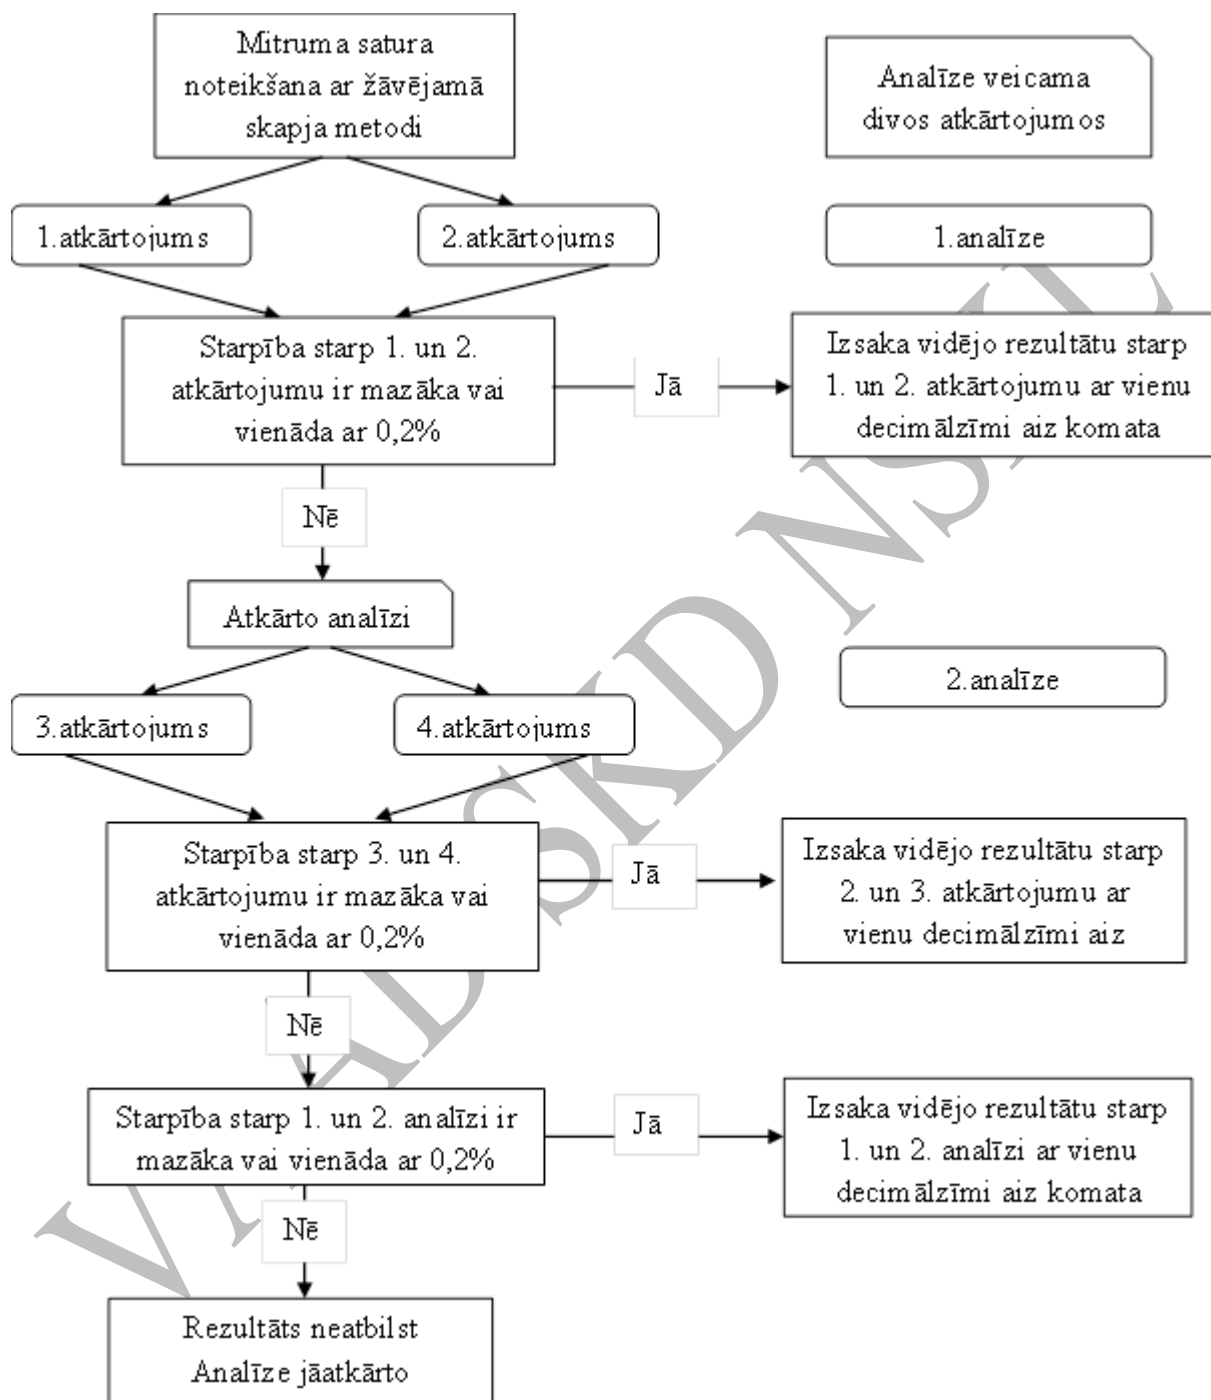 Mitruma satura
noteikšana ar žāvējamā
skapja metodi
Analīze veicama
divos atkārtojumos
1.atkārtojums
2.atkārtojums
1.analīze
Starpība starp 1. un 2.
atkārtojumu ir mazāka vai
vienāda ar 0,2%
Jā
Izsaka vidējo rezultātu starp
1. un 2. atkārtojumu ar vienu
decimālzīmi aiz komata
Nē
Atkārto analīzi
2.analīze
3.atkārtojums
4.atkārtojums
Starpība starp 3. un 4.
atkārtojumu ir mazāka vai
vienāda ar 0,2%
Jā
Izsaka vidējo rezultātu starp
2. un 3. atkārtojumu ar
vienu decimālzīmi aiz
Nē
Starpība starp 1. un 2. analīzi ir
mazāka vai vienāda ar 0,2%
Jā
Izsaka vidējo rezultātu starp
1. un 2. analīzi ar vienu
decimālzīmi aiz komata
Nē
Rezultāts neatbilst
Analīze jāatkārto